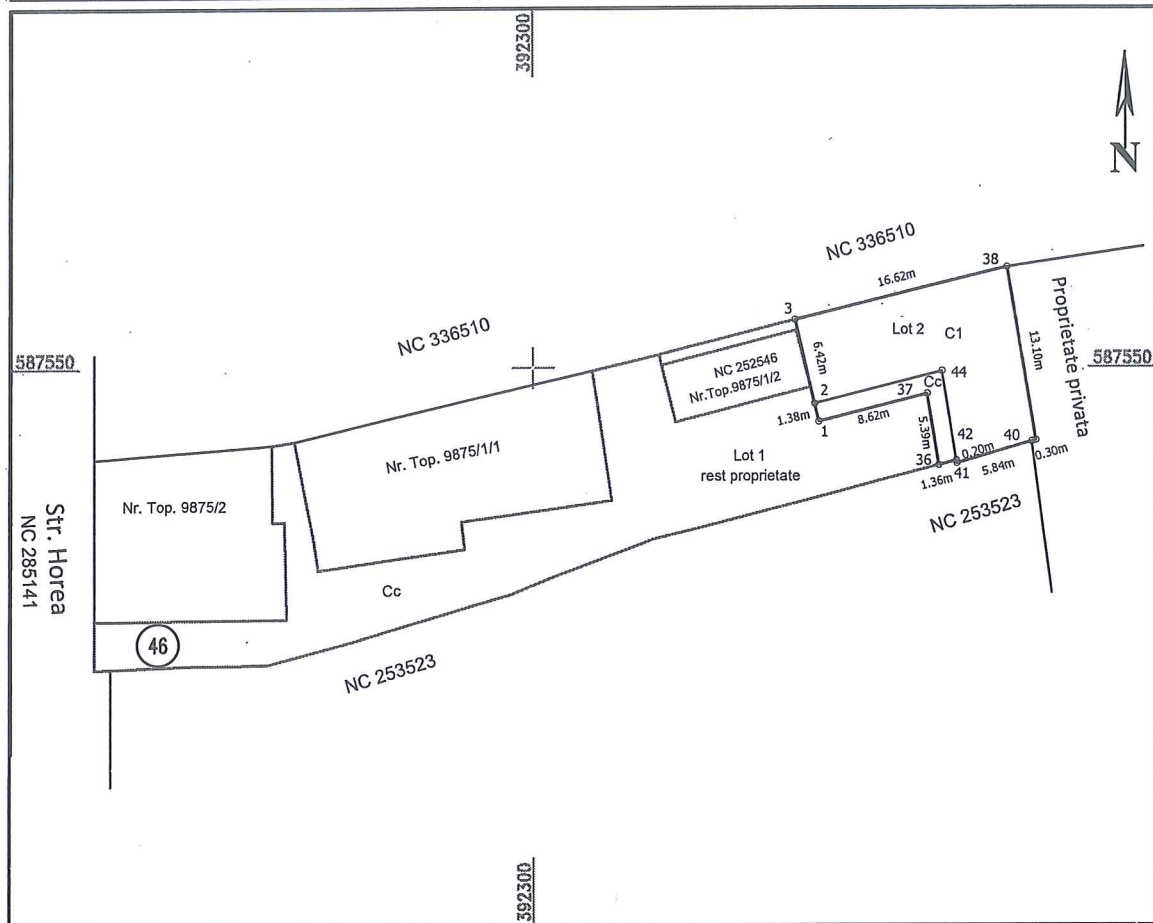 392300
N
NC 336510
38
16.62m
3
Lot 2
C1
Proprietate privata
13.10m
NC 336510
587550
587550
NC 252546
Nr.Top.9875/1/2
6.42m
44
2
37
Cc
1.38m
1
8.62m
5.39m
42
40
0.20m
0.30m
36
41
5.84m
1.36m
Lot 1
rest proprietate
Nr. Top. 9875/1/1
NC 253523
Nr. Top. 9875/2
Str. Horea
NC 285141
Cc
46
NC 253523
392300